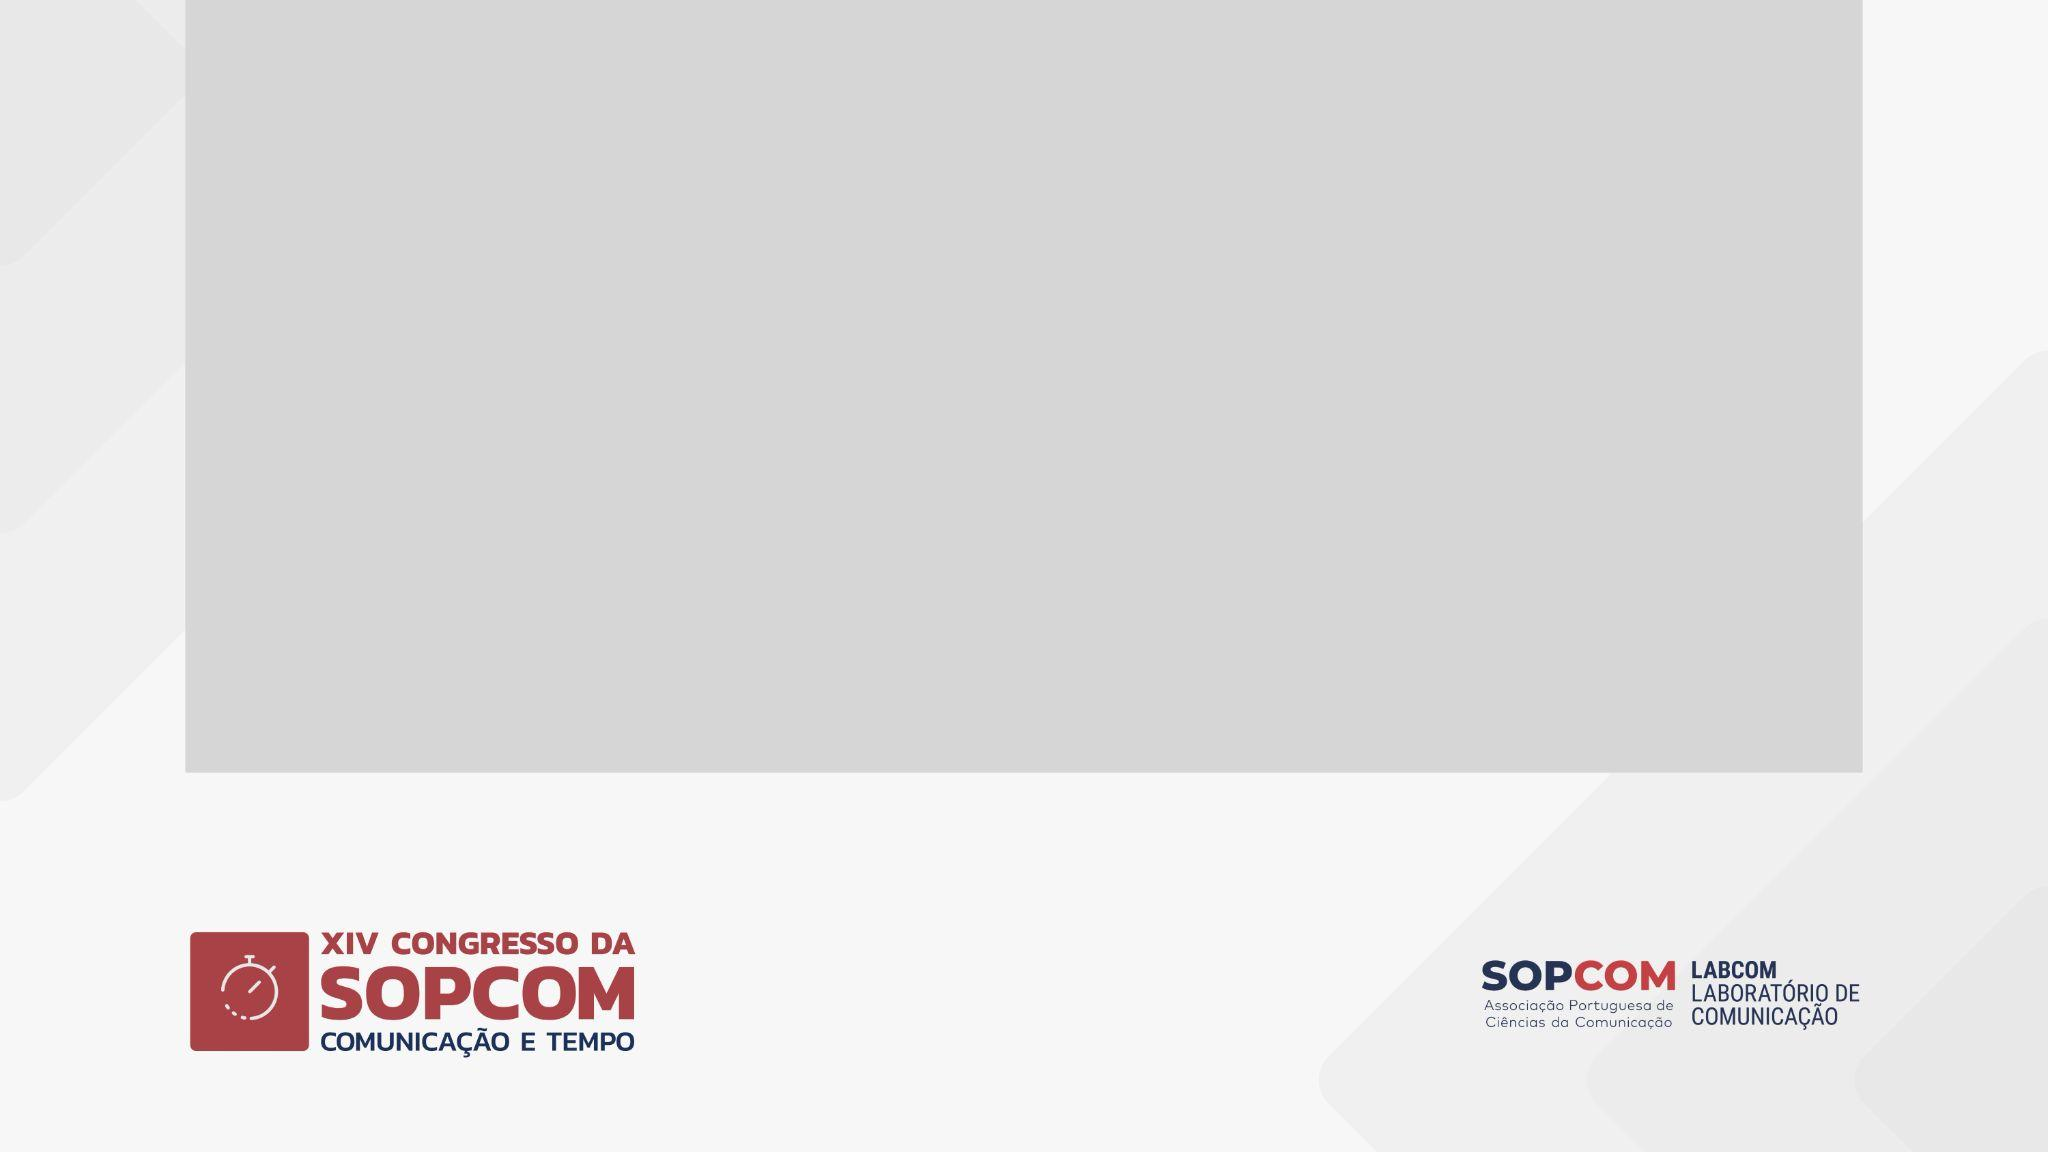 XIV CONGRESSO DA
SOPCOM
COMUNICAÇÃO E TEMPO
SOPCOM
Associação Portuguesa de
Ciências da Comunicação
LABCOM
LABORATÓRIO DE
COMUNICAÇÃO